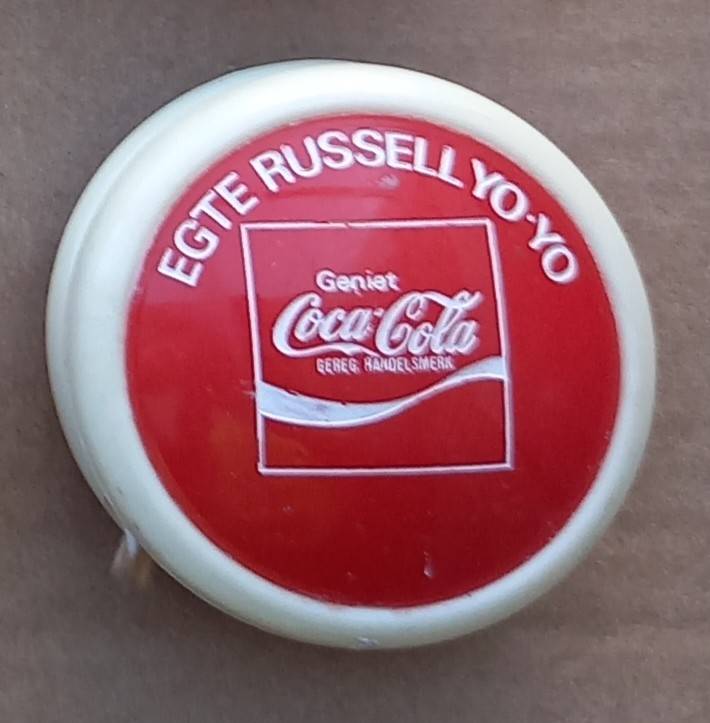 EGTE RUSSELL YO-YO
Geniet
Coca-Cola
GEREG. HANDELSMERK